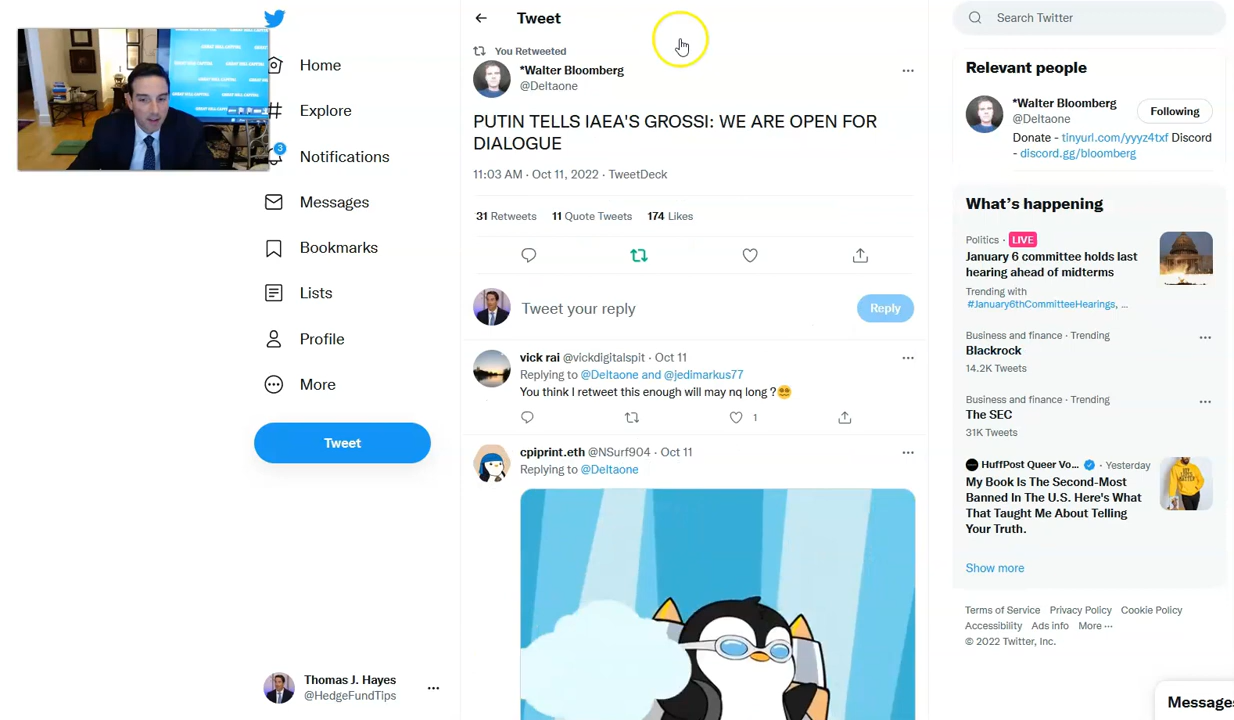 Home
Explore
3
Notifications
Messages
Bookmarks
Lists
Profile
More
Tweet
Thomas J. Hayes
@HedgeFundTips
Tweet
You Retweeted
*Walter Bloomberg
@Deltaone
PUTIN TELLS IAEA'S GROSSI: WE ARE OPEN FOR
DIALOGUE
11:03 AM · Oct 11, 2022 · TweetDeck
31 Retweets 11 Quote Tweets 174 Likes
Tweet your reply
Reply
vick rai @vickdigitalspit · Oct 11
Replying to @Deltaone and @jedimarkus77
You think I retweet this enough will may nq long ?😵‍💫
1
cpiprint.eth @NSurf904 · Oct 11
Replying to @Deltaone
Search Twitter
Relevant people
*Walter Bloomberg
@Deltaone
Following
Donate - tinyurl.com/yyyz4txf Discord
- discord.gg/bloomberg
What's happening
Politics · LIVE
January 6 committee holds last
hearing ahead of midterms
Trending with
#January6thCommitteeHearings, ...
Business and finance · Trending
Blackrock
14.2K Tweets
Business and finance · Trending
The SEC
31K Tweets
HuffPost Queer Vo... · Yesterday
My Book Is The Second-Most
Banned In The U.S. Here's What
That Taught Me About Telling
Your Truth.
Show more
Terms of Service Privacy Policy Cookie Policy
Accessibility Ads info More ···
© 2022 Twitter, Inc.